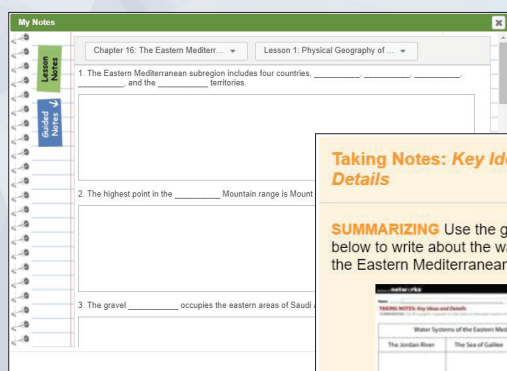 My Notes
Lesson Notes
Guided Notes
Chapter 16: The Eastern Mediterr...
Lesson 1: Physical Geography of ...
1. The Eastern Mediterranean subregion includes four countries, __________, __________, __________,
__________, and the ___________ territories.
2. The highest point in the __________ Mountain range is Mount
3. The gravel ___________ occupies the eastern areas of Saudi
Taking Notes: Key Ide
Details
SUMMARIZING Use the g
below to write about the wa
the Eastern Mediterranean
networks
TAKING NOTES: Key Ideas and Details
Water Systems of the Eastern Med
The Jordan River
The Sea of Galilee